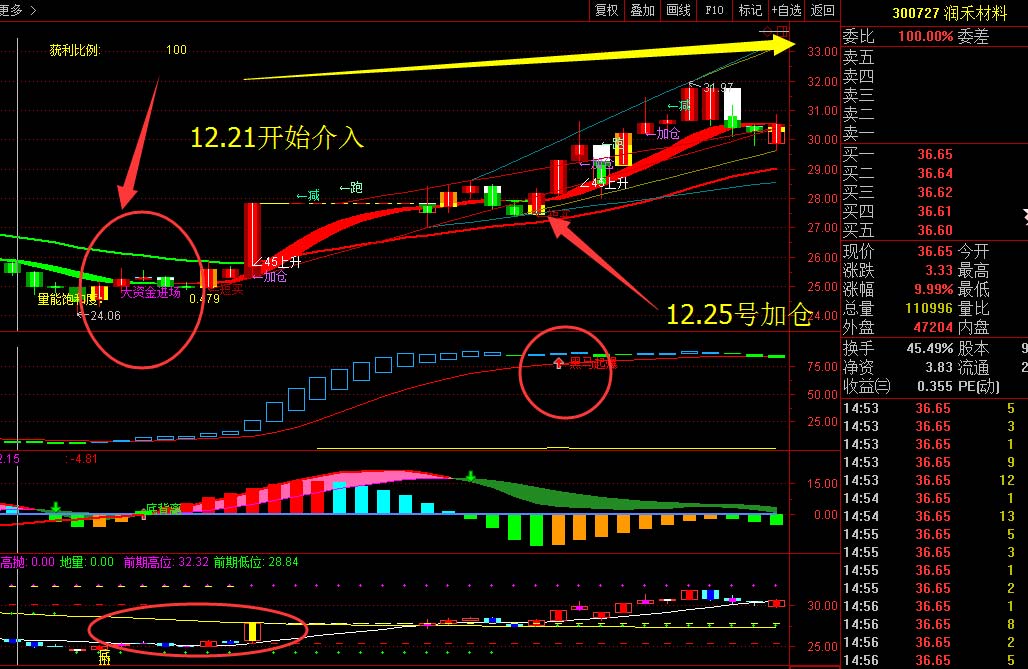 更多 >
复权 叠加 画线 F10 标记 +自选 返回
300727 润禾材料
获利比例: 100
12.21开始介入
12.25号加仓
←减
←跑
31.97
←减
←加仓
跑
∠45上升
∠45上升
←加仓
大资金进场
0.479
量能饱和度:
←24.06
33.00
32.00
31.00
30.00
29.00
28.00
27.00
26.00
25.00
24.00
黑马起爆
75.00
50.00
25.00
2.15 :-4.81
底背离
15.00
0.00
高抛: 0.00 地量: 0.00 前期高位: 32.32 前期低位: 28.84
30.00
25.00
委比 100.00% 委差
卖五
卖四
卖三
卖二
卖一
买一 36.65
买二 36.64
买三 36.62
买四 36.61
买五 36.60
现价 36.65 今开
涨跌 3.33 最高
涨幅 9.99% 最低
总量 110996 量比
外盘 47204 内盘
换手 45.49% 股本 9
净资 3.83 流通 2
收益㈢ 0.355 PE(动)
14:53 36.65 5
14:53 36.65 3
14:53 36.65 1
14:53 36.65 9
14:53 36.65 12
14:54 36.65 1
14:54 36.65 13
14:55 36.65 5
14:55 36.65 3
14:55 36.65 1
14:55 36.65 2
14:56 36.65 1
14:56 36.65 8
14:56 36.65 2
14:56 36.65 5